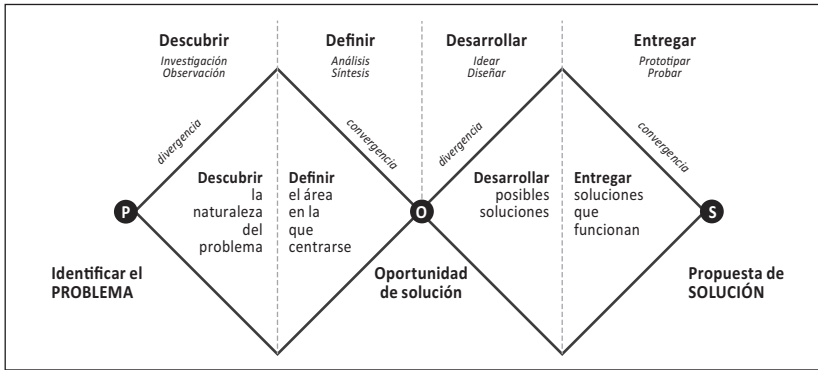 Descubrir
Investigación
Observación
Definir
Análisis
Síntesis
Desarrollar
Idear
Diseñar
Entregar
Prototipar
Probar
divergencia
convergencia
divergencia
convergencia
Descubrir
la
naturaleza
del
problema
Definir
el área
en la
que
centrarse
Desarrollar
posibles
soluciones
Entregar
soluciones
que
funcionan
P
O
S
Identificar el
PROBLEMA
Oportunidad
de solución
Propuesta de
SOLUCIÓN